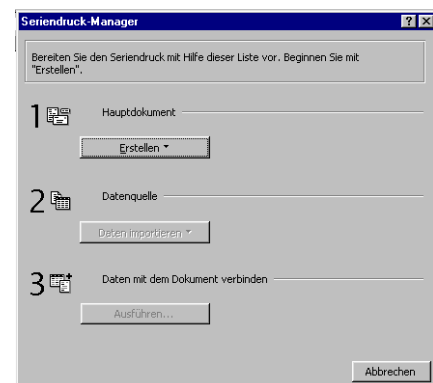 Seriendruck-Manager
Bereiten Sie den Seriendruck mit Hilfe dieser Liste vor. Beginnen Sie mit
"Erstellen".
1 Hauptdokument
Erstellen
2 Datenquelle
Daten importieren
3 Daten mit dem Dokument verbinden
Ausführen...
Abbrechen